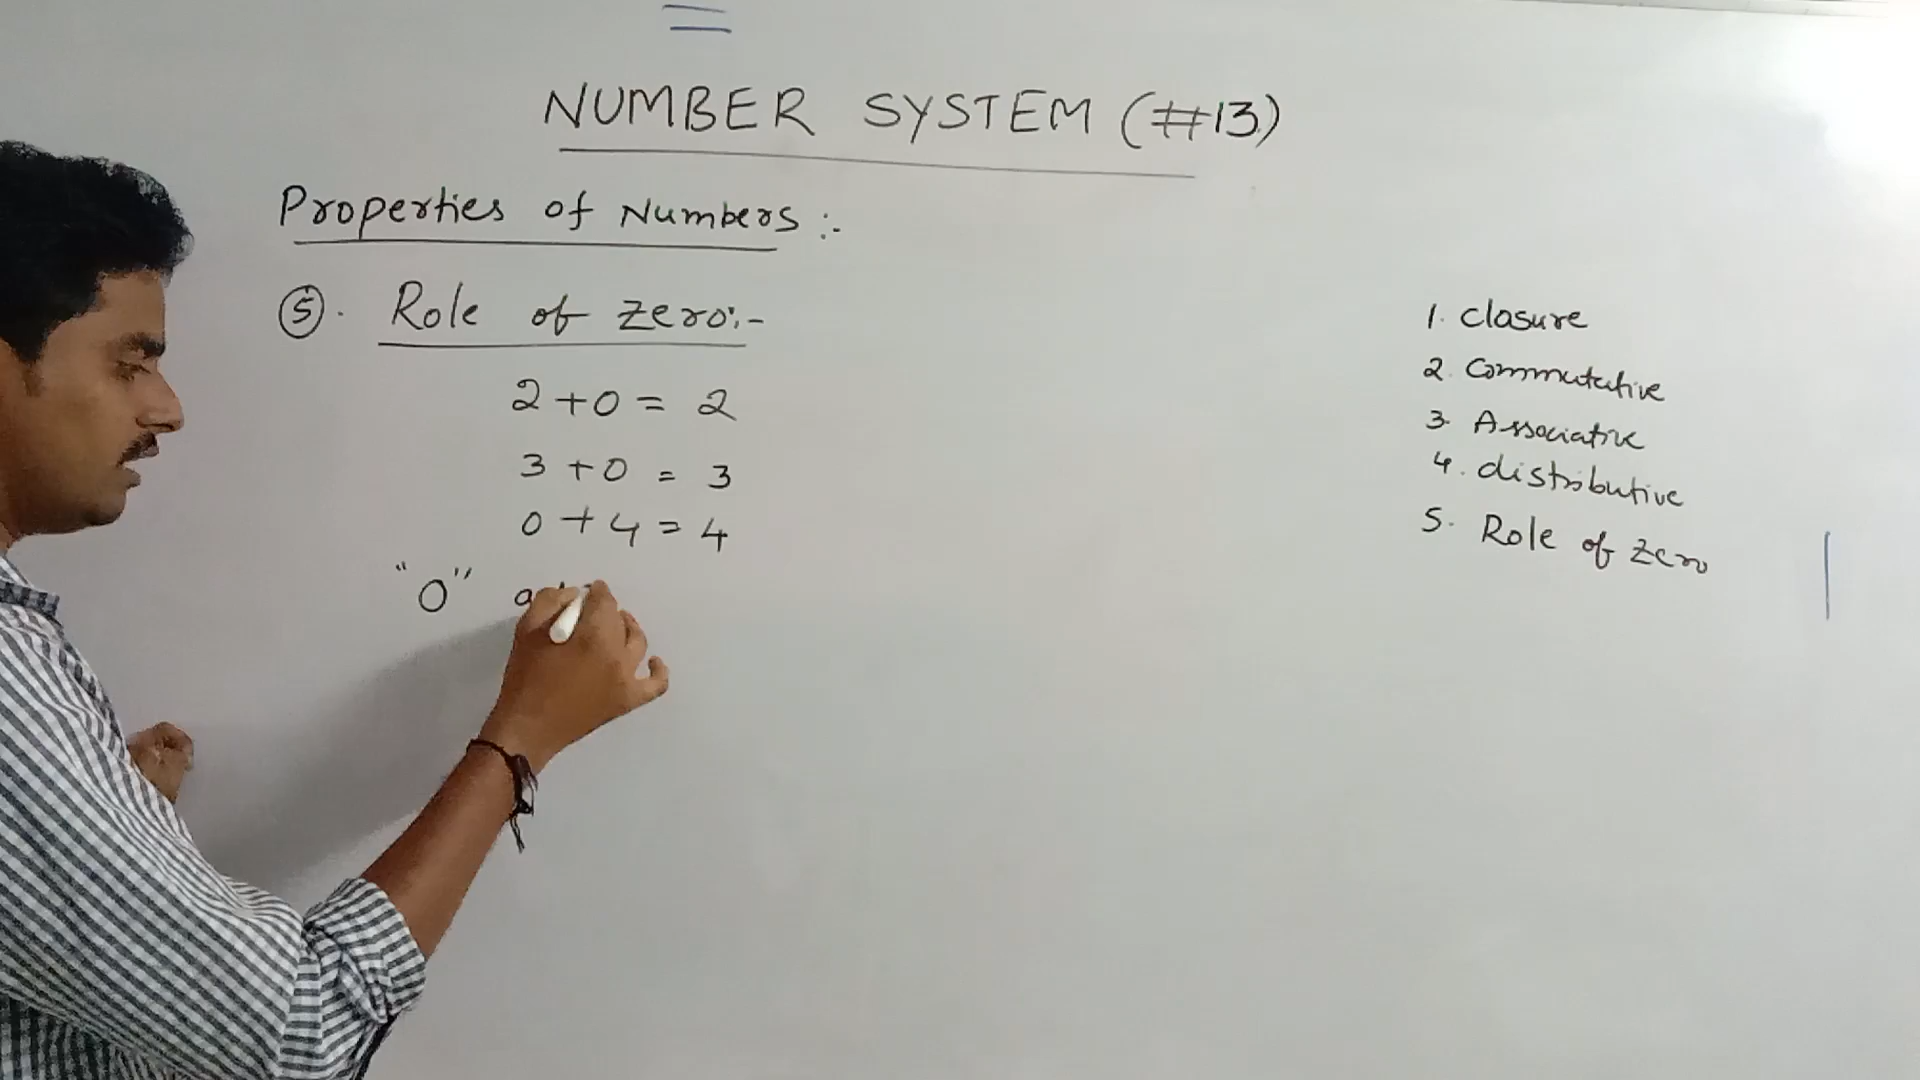 NUMBER SYSTEM (#13)
Properties of Numbers :-
5. Role of zero:-
2 + 0 = 2
3 + 0 = 3
0 + 4 = 4
"0"
1. closure
2. Commutative
3. Associative
4. distributive
5. Role of zero